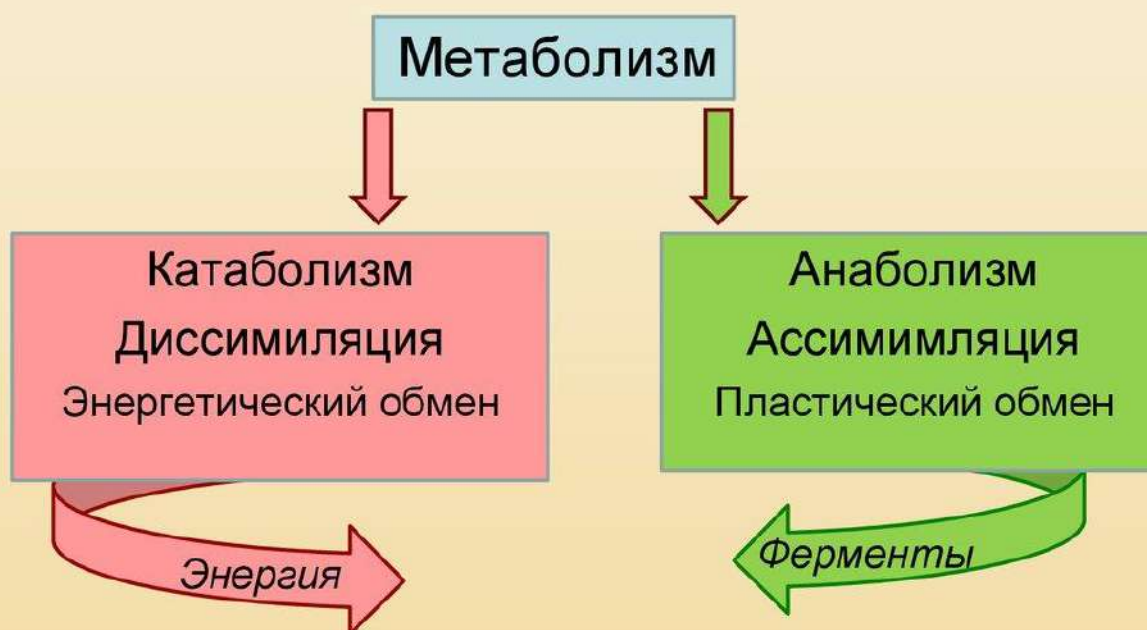 Метаболизм
Катаболизм
Диссимиляция
Энергетический обмен
Анаболизм
Ассимимляция
Пластический обмен
Энергия
Ферменты